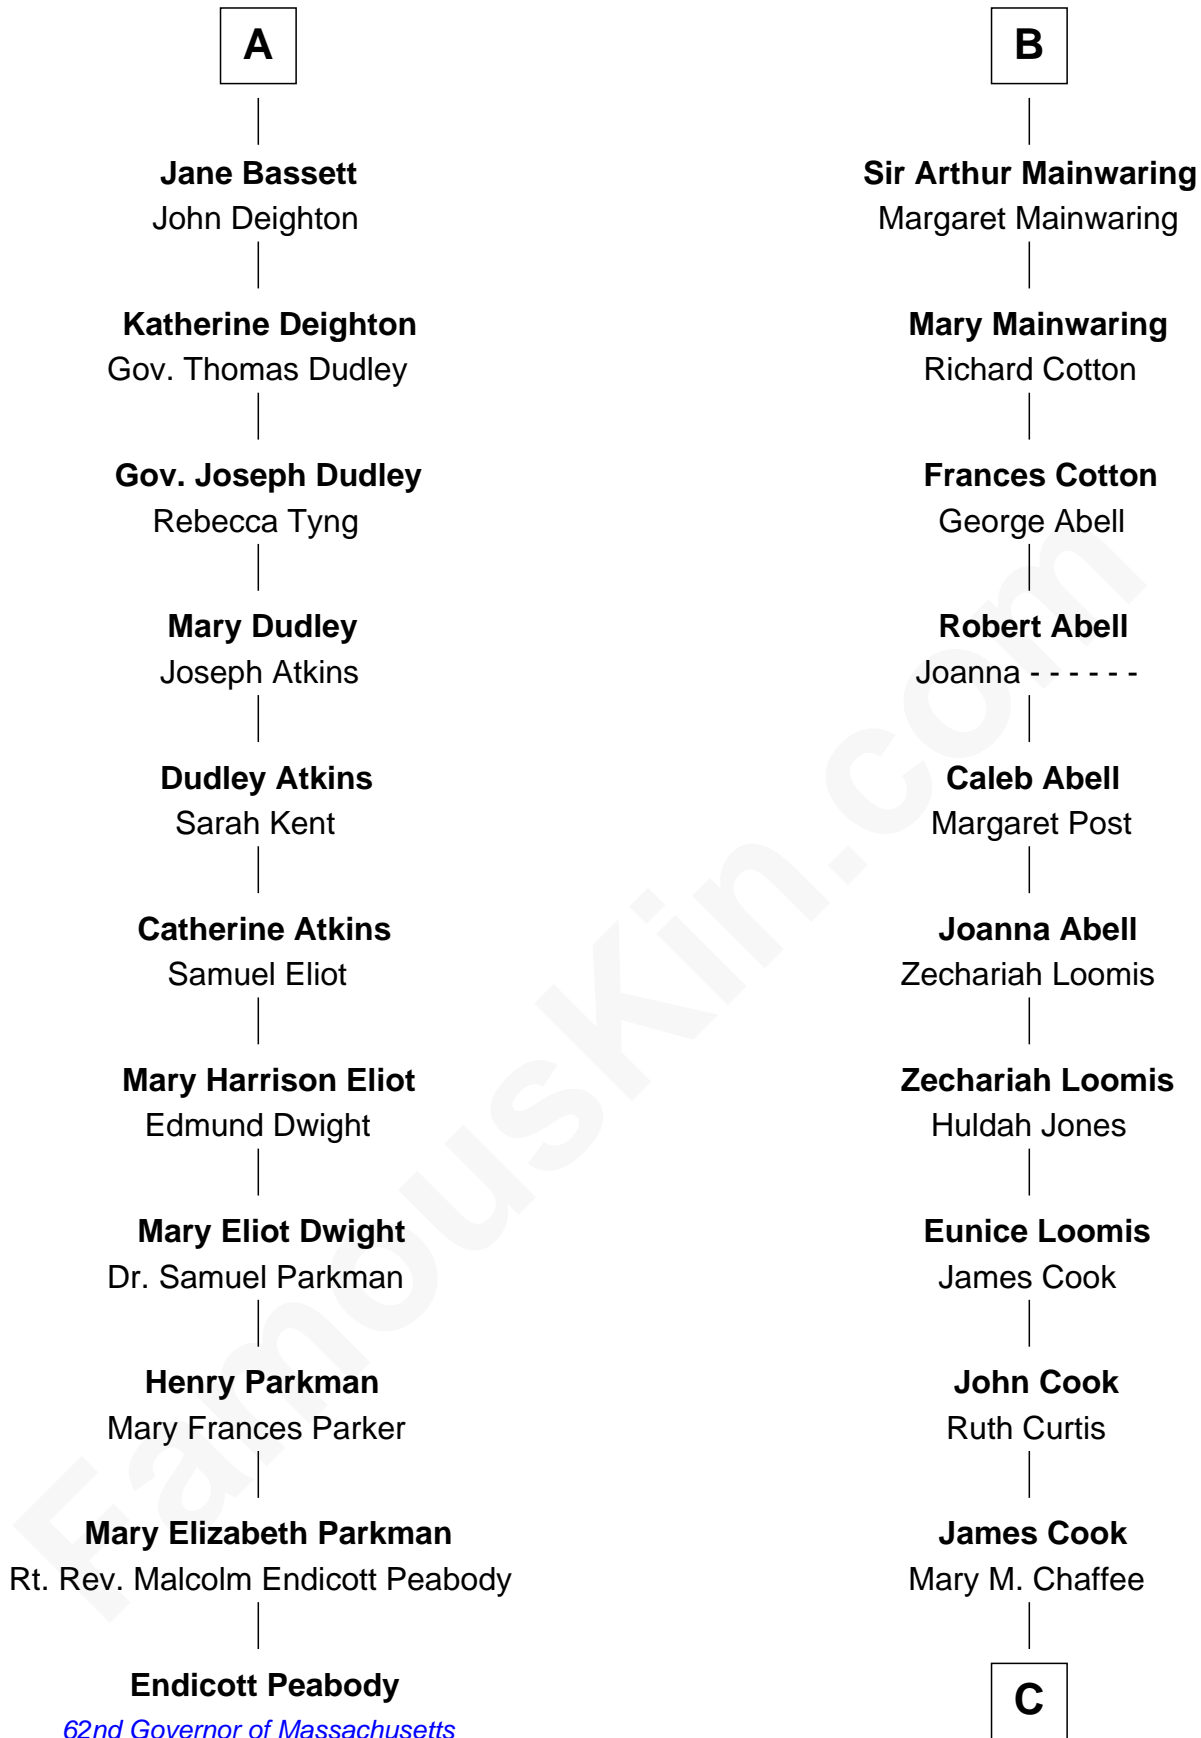 A
Jane Bassett
John Deighton
Katherine Deighton
Gov. Thomas Dudley
Gov. Joseph Dudley
Rebecca Tyng
Mary Dudley
Joseph Atkins
Dudley Atkins
Sarah Kent
Catherine Atkins
Samuel Eliot
Mary Harrison Eliot
Edmund Dwight
Mary Eliot Dwight
Dr. Samuel Parkman
Henry Parkman
Mary Frances Parker
Mary Elizabeth Parkman
Rt. Rev. Malcolm Endicott Peabody
Endicott Peabody
62nd Governor of Massachusetts
B
Sir Arthur Mainwaring
Margaret Mainwaring
Mary Mainwaring
Richard Cotton
Frances Cotton
George Abell
Robert Abell
Joanna - - - - - -
Caleb Abell
Margaret Post
Joanna Abell
Zechariah Loomis
Zechariah Loomis
Huldah Jones
Eunice Loomis
James Cook
John Cook
Ruth Curtis
James Cook
Mary M. Chaffee
C
FamousKin.com